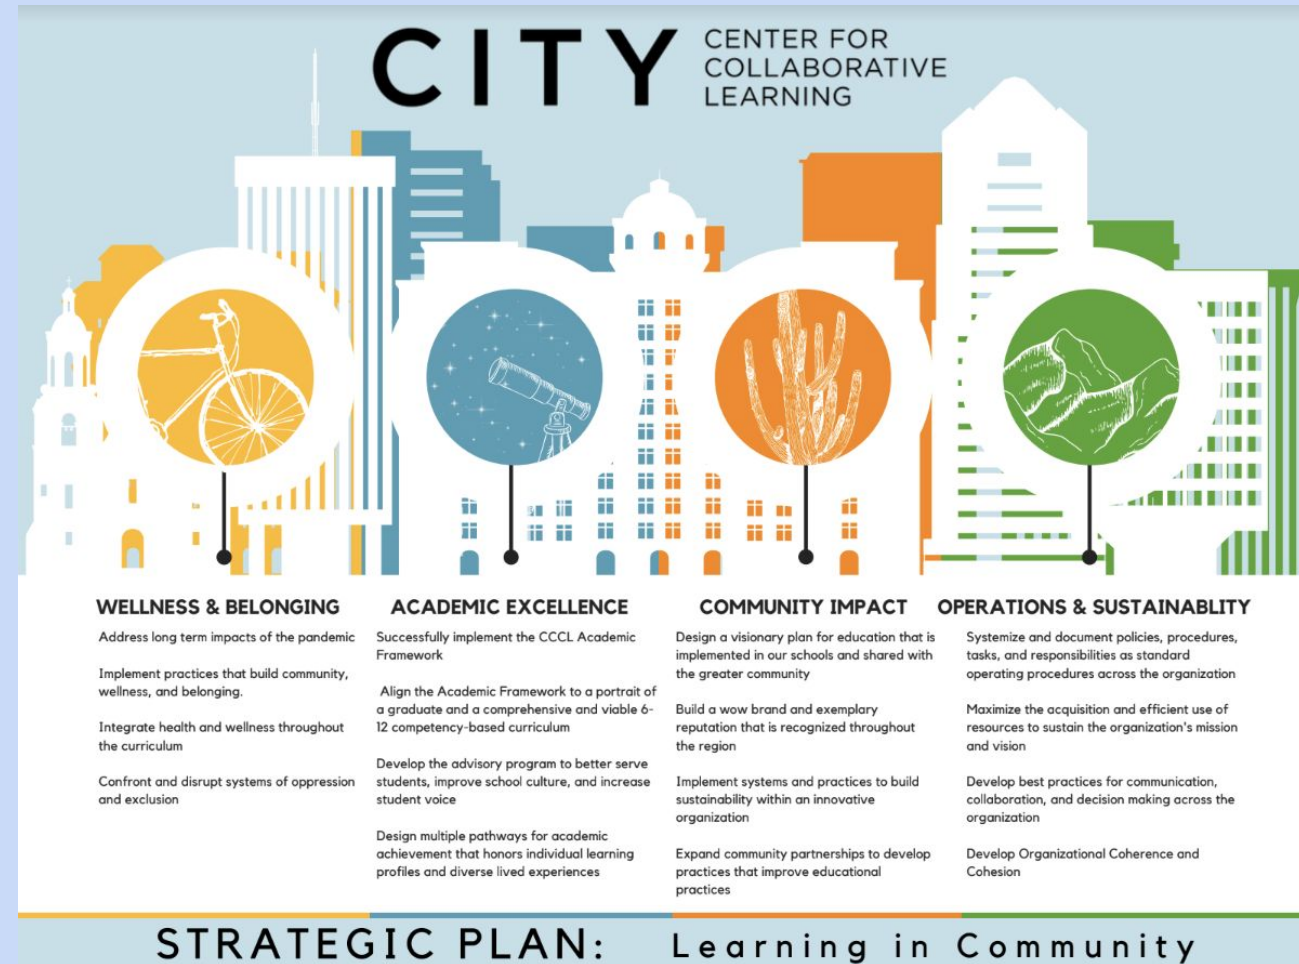 CITY
CENTER FOR
COLLABORATIVE
LEARNING
WELLNESS & BELONGING
Address long term impacts of the pandemic
Implement practices that build community,
wellness, and belonging.
Integrate health and wellness throughout
the curriculum
Confront and disrupt systems of oppression
and exclusion
ACADEMIC EXCELLENCE
Successfully implement the CCCL Academic
Framework
Align the Academic Framework to a portrait of
a graduate and a comprehensive and viable 6-
12 competency-based curriculum
Develop the advisory program to better serve
students, improve school culture, and increase
student voice
Design multiple pathways for academic
achievement that honors individual learning
profiles and diverse lived experiences
COMMUNITY IMPACT
Design a visionary plan for education that is
implemented in our schools and shared with
the greater community
Build a wow brand and exemplary
reputation that is recognized throughout
the region
Implement systems and practices to build
sustainability within an innovative
organization
Expand community partnerships to develop
practices that improve educational
practices
OPERATIONS & SUSTAINABLITY
Systemize and document policies, procedures,
tasks, and responsibilities as standard
operating procedures across the organization
Maximize the acquisition and efficient use of
resources to sustain the organization's mission
and vision
Develop best practices for communication,
collaboration, and decision making across the
organization
Develop Organizational Coherence and
Cohesion
STRATEGIC PLAN: Learning in Community